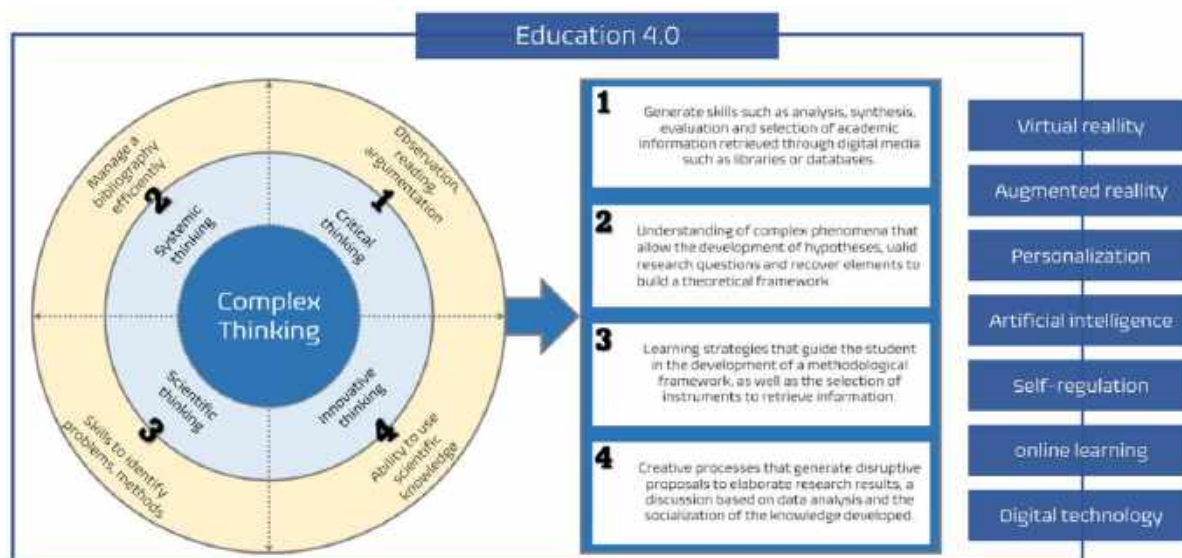 Education 4.0
Manage a
bibliography
efficiently
2
Systemic
thinking
Observation,
reading,
argumentation
1
Critical
thinking
Complex
Thinking
Scientific
thinking
3
Skills to identify
problems, methods
Innovative
thinking
4
Ability to use
scientific
knowledge
1
Generate skills such as analysis, synthesis,
evaluation and selection of academic
information retrieved through digital media
such as libraries or databases.
2
Understanding of complex phenomena that
allow the development of hypotheses, valid
research questions and recover elements to
build a theoretical framework
3
Learning strategies that guide the student
in the development of a methodological
framework, as well as the selection of
instruments to retrieve information
4
Creative processes that generate disruptive
proposals to elaborate research results, a
discussion based on data analysis and the
socialization of the knowledge developed.
Virtual reallity
Augmented reallity
Personalization
Artificial intelligence
Self-regulation
online learning
Digital technology